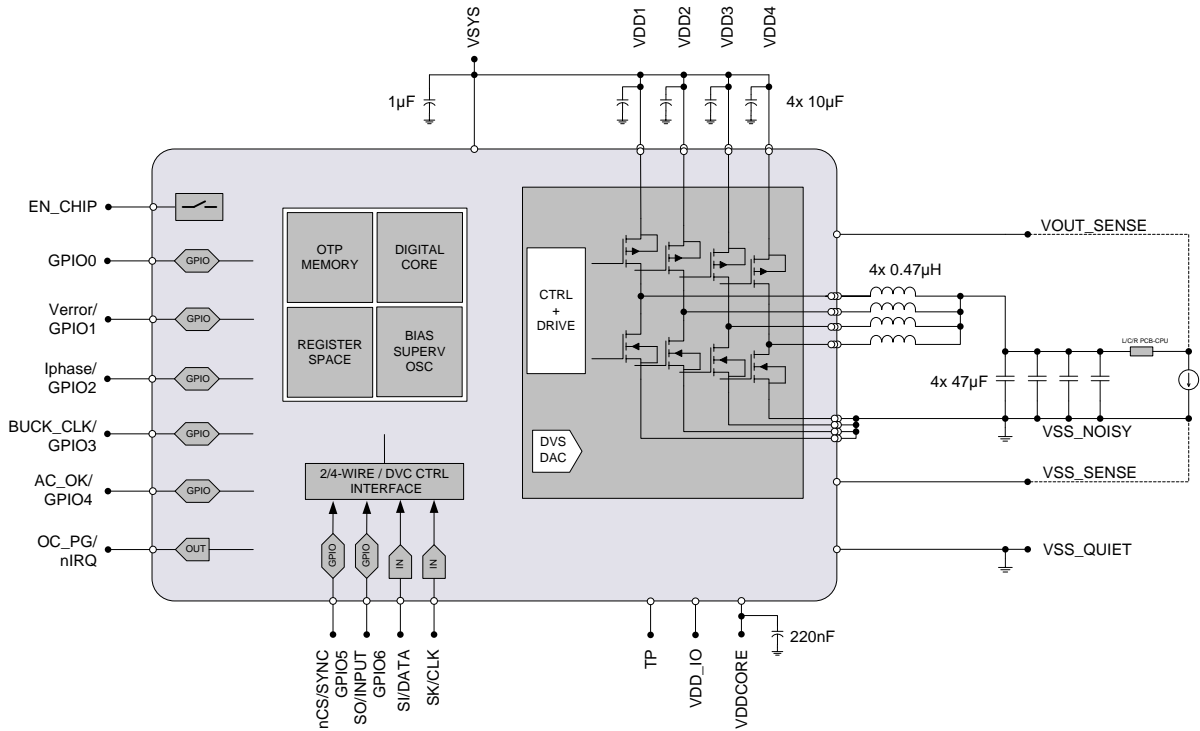 VSYS
VDD1
VDD2
VDD3
VDD4
1µF
4x 10µF
EN_CHIP
GPIO0
GPIO
Verror/
GPIO1
GPIO
Iphase/
GPIO2
GPIO
BUCK_CLK/
GPIO3
GPIO
AC_OK/
GPIO4
GPIO
OC_PG/
nIRQ
OUT
OTP
MEMORY
DIGITAL
CORE
REGISTER
SPACE
BIAS
SUPERV
OSC
2/4-WIRE / DVC CTRL
INTERFACE
GPIO
GPIO
IN
IN
nCS/SYNC
GPIO5
SO/INPUT
GPIO6
SI/DATA
SK/CLK
CTRL
+
DRIVE
DVS
DAC
VOUT_SENSE
4x 0.47µH
L/C/R PCB-CPU
4x 47µF
VSS_NOISY
VSS_SENSE
VSS_QUIET
TP
VDD_IO
VDDCORE
220nF